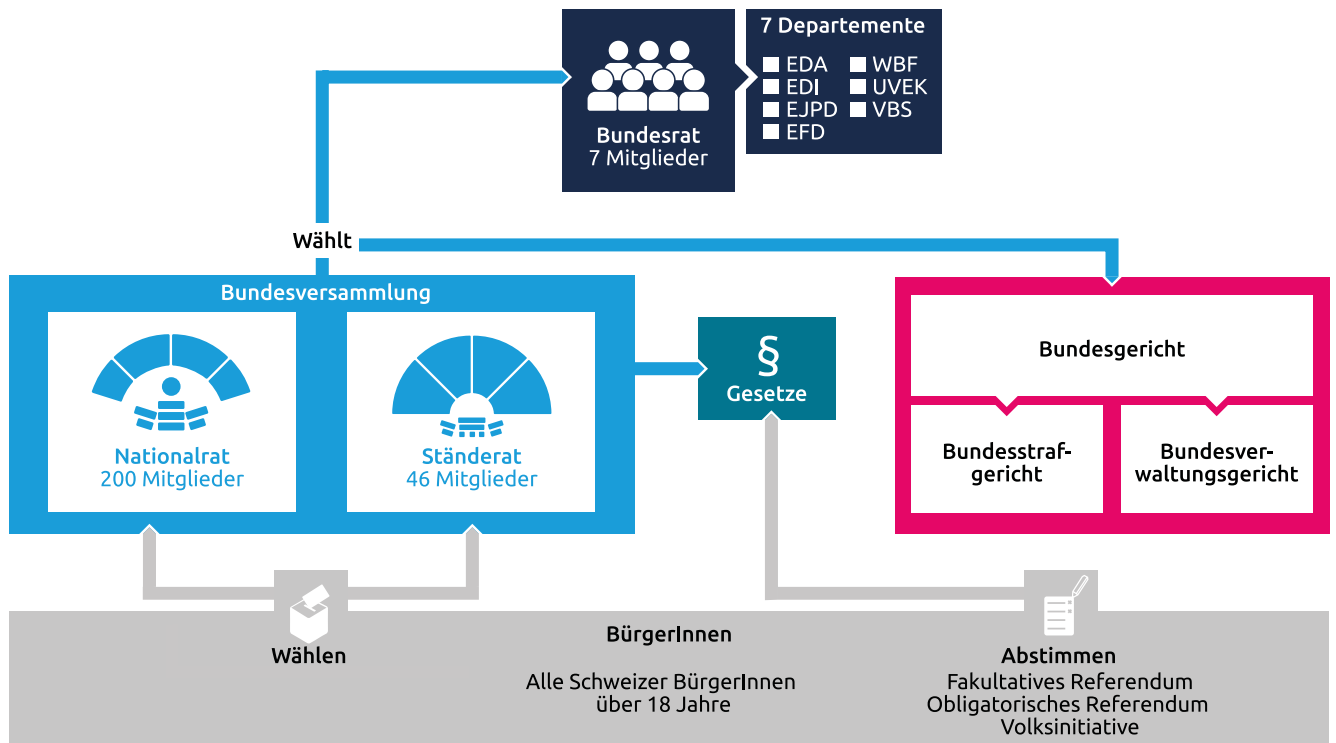 7 Departemente
EDA
EDI
EJPD
EFD
WBF
UVEK
VBS
Bundesrat
7 Mitglieder
Wählt
Bundesversammlung
Nationalrat
200 Mitglieder
Ständerat
46 Mitglieder
§
Gesetze
Bundesgericht
Bundesstraf-
gericht
Bundesver-
waltungsgericht
Wählen
BürgerInnen
Alle Schweizer BürgerInnen
über 18 Jahre
Abstimmen
Fakultatives Referendum
Obligatorisches Referendum
Volksinitiative